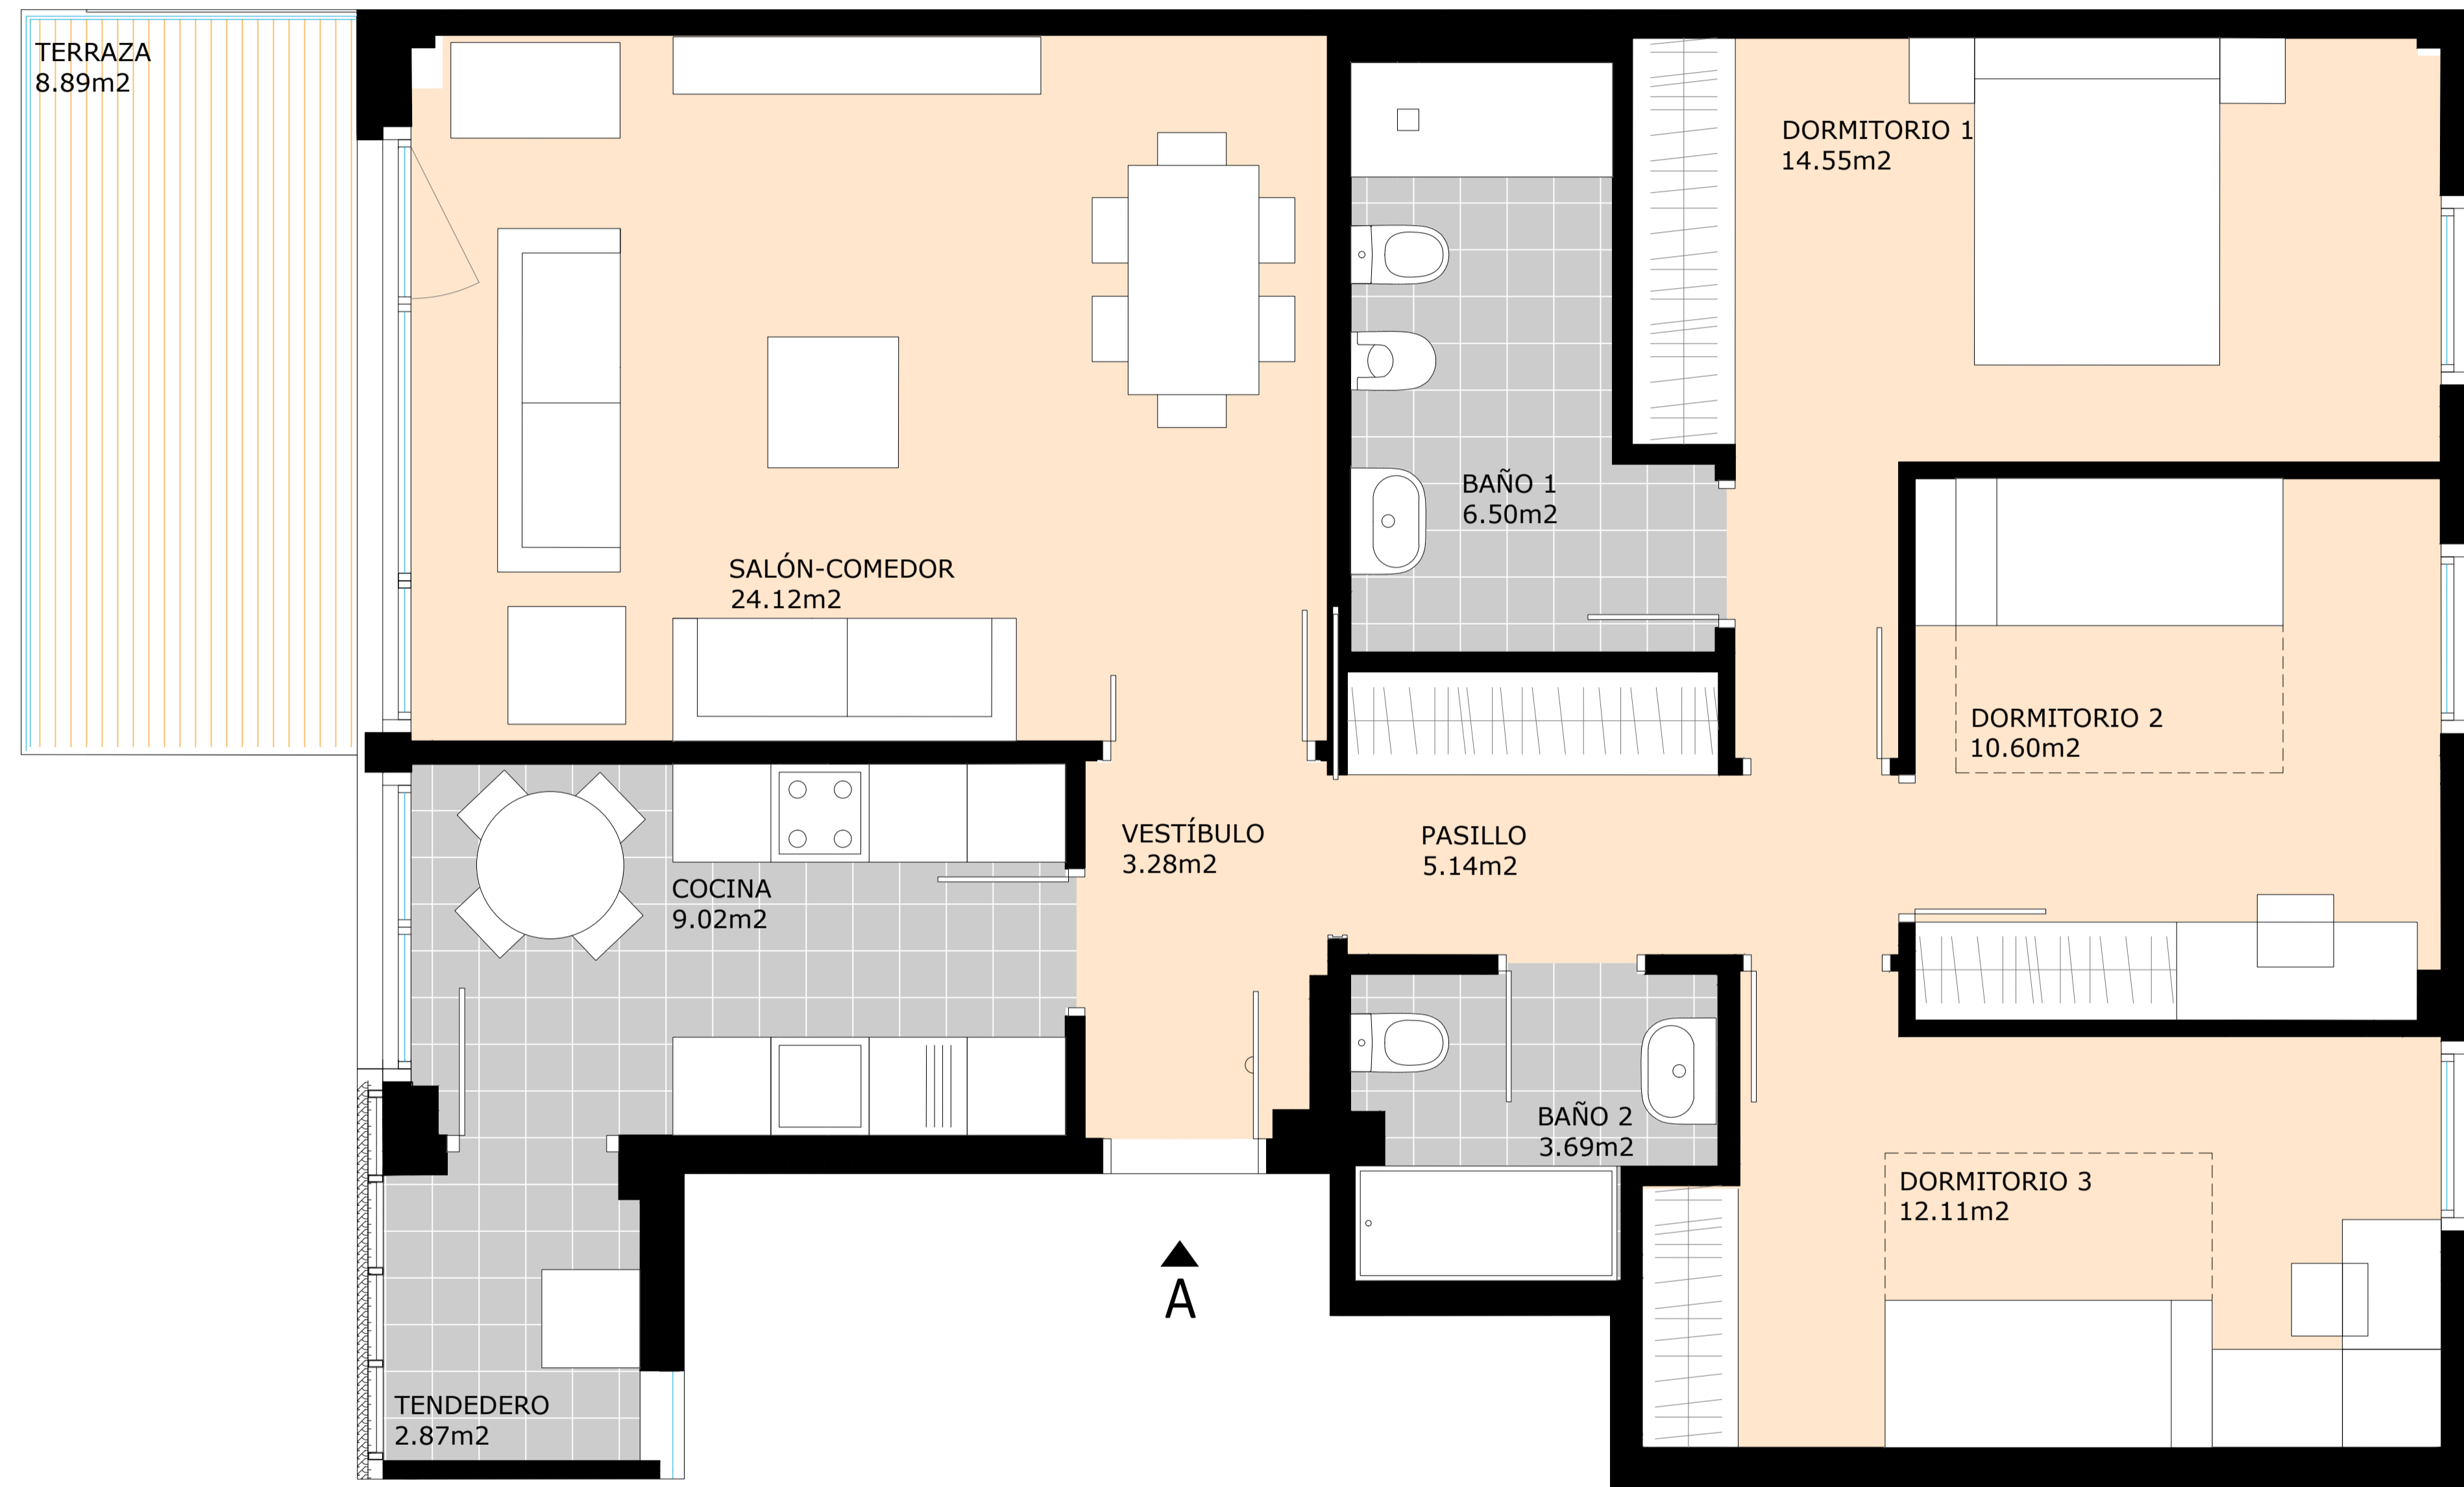 TERRAZA
8.89m2
DORMITORIO 1
14.55m2
BAÑO 1
6.50m2
SALÓN-COMEDOR
24.12m2
DORMITORIO 2
10.60m2
VESTÍBULO
3.28m2
PASILLO
5.14m2
COCINA
9.02m2
BAÑO 2
3.69m2
DORMITORIO 3
12.11m2
A
TENDEDERO
2.87m2